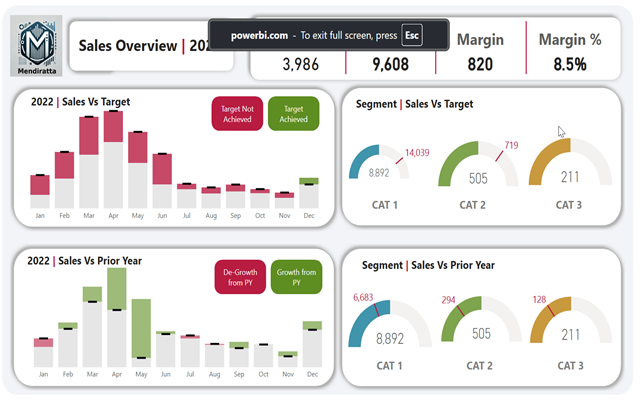 powerbi.com - To exit full screen, press Esc
Mendiratta
Sales Overview | 202
Margin
Margin %
3,986
9,608
820
8.5%
2022 | Sales Vs Target
Target Not
Achieved
Target
Achieved
Jan Feb Mar Apr May Jun Jul Aug Sep Oct Nov Dec
Segment | Sales Vs Target
14,039
8.892
CAT 1
719
505
CAT 2
211
CAT 3
2022 | Sales Vs Prior Year
De-Growth
from PY
Growth from
PY
Jan Feb Mar Apr May Jun Jul Aug Sep Oct Nov Dec
Segment | Sales Vs Prior Year
6,683
8.892
CAT 1
294
505
CAT 2
128
211
CAT 3